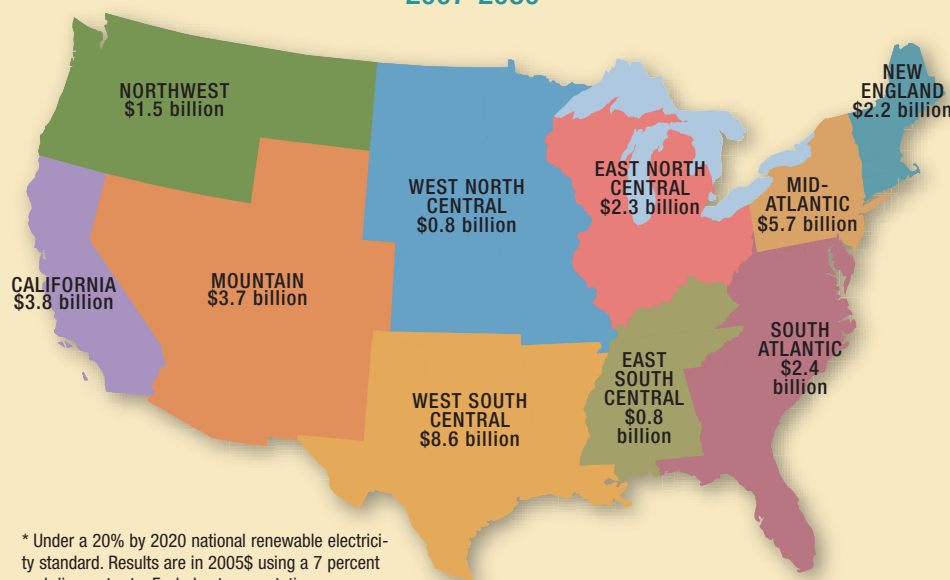 NORTHWEST
$1.5 billion
WEST NORTH
CENTRAL
$0.8 billion
EAST NORTH
CENTRAL
$2.3 billion
NEW
ENGLAND
$2.2 billion
MID-
ATLANTIC
$5.7 billion
CALIFORNIA
$3.8 billion
MOUNTAIN
$3.7 billion
SOUTH
ATLANTIC
$2.4
billion
EAST
SOUTH
CENTRAL
$0.8
billion
WEST SOUTH
CENTRAL
$8.6 billion
* Under a 20% by 2020 national renewable electrici-
ty standard. Results are in 2005$ using a 7 percent